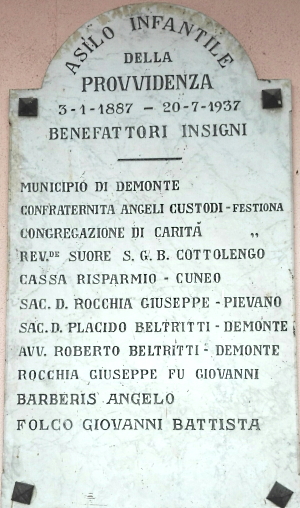 ASILO INFANTILE
DELLA
PROVVIDENZA
3-1-1887 - 20-7-1937
BENEFATTORI INSIGNI
MUNICIPIO DI DEMONTE
CONFRATERNITA ANGELI CUSTODI - FESTIONA
CONGREGAZIONE DI CARITÀ „
REV.DE SUORE S. G. B. COTTOLENGO
CASSA RISPARMIO - CUNEO
SAC. D. ROCCHIA GIUSEPPE - PIEVANO
SAC. D. PLACIDO BELTRITTI - DEMONTE
AVV. ROBERTO BELTRITTI - DEMONTE
ROCCHIA GIUSEPPE FU GIOVANNI
BARBERIS ANGELO
FOLCO GIOVANNI BATTISTA